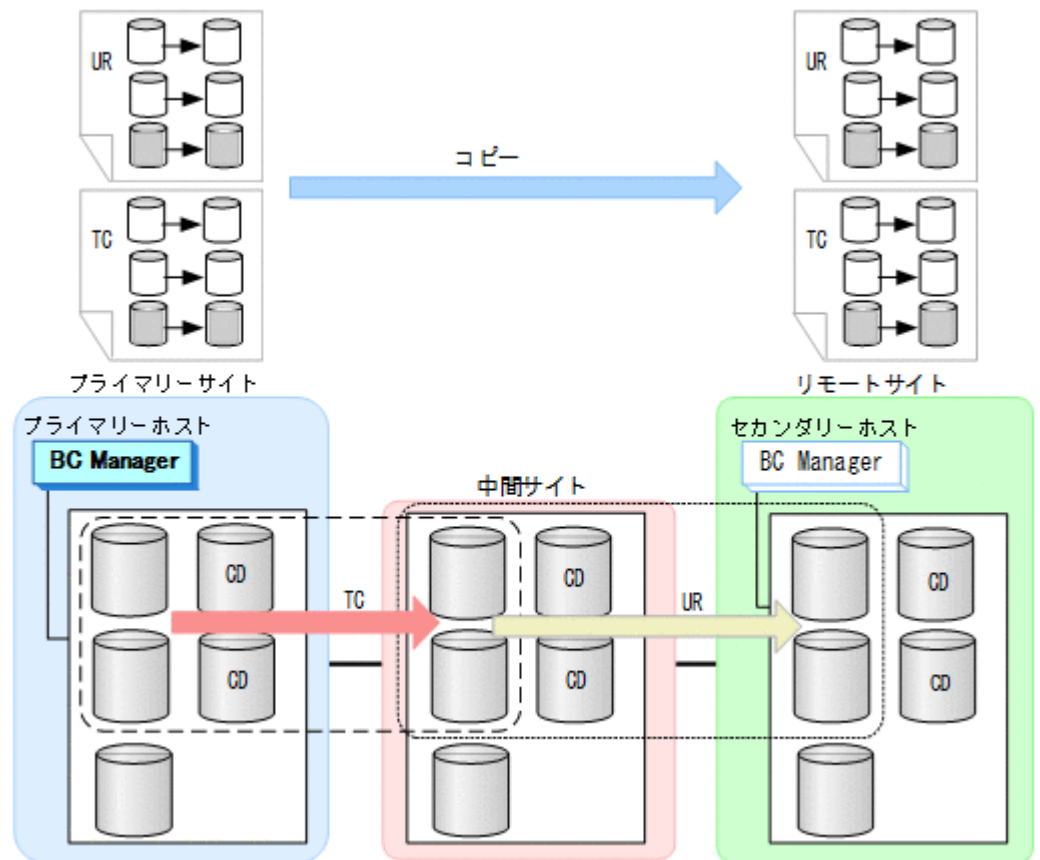 UR
UR
コピー
TC
TC
プライマリーサイト
リモートサイト
プライマリーホスト
セカンダリーホスト
BC Manager
BC Manager
中間サイト
CD
CD
CD
TC
UR
CD
CD
CD